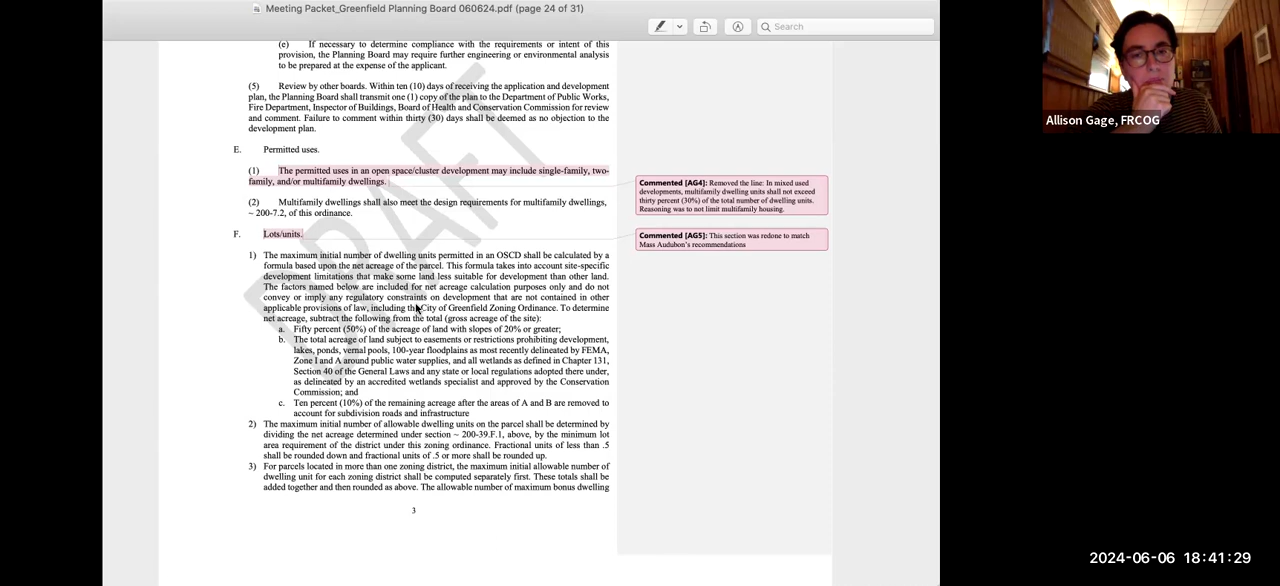 Meeting Packet_Greenfield Planning Board 060624.pdf (page 24 of 31)
Search
(e) If necessary to determine compliance with the requirements or intent of this
provision, the Planning Board may require further engineering or environmental analysis
to be prepared at the expense of the applicant.
(5) Review by other boards. Within ten (10) days of receiving the application and development
plan, the Planning Board shall transmit one (1) copy of the plan to the Department of Public Works,
Fire Department, Inspector of Buildings, Board of Health and Conservation Commission for review
and comment. Failure to comment within thirty (30) days shall be deemed as no objection to the
development plan.
E. Permitted uses.
(1) The permitted uses in an open space/cluster development may include single-family, two-
family, and/or multifamily dwellings.
(2) Multifamily dwellings shall also meet the design requirements for multifamily dwellings,
~ 200-7.2, of this ordinance.
F. Lots/units.
1) The maximum initial number of dwelling units permitted in an OSCD shall be calculated by a
formula based upon the net acreage of the parcel. This formula takes into account site-specific
development limitations that make some land less suitable for development than other land.
The factors named below are included for net acreage calculation purposes only and do not
convey or imply any regulatory constraints on development that are not contained in other
applicable provisions of law, including the City of Greenfield Zoning Ordinance. To determine
net acreage, subtract the following from the total (gross acreage of the site):
a. Fifty percent (50%) of the acreage of land with slopes of 20% or greater;
b. The total acreage of land subject to easements or restrictions prohibiting development,
lakes, ponds, vernal pools, 100-year floodplains as most recently delineated by FEMA,
Zone I and A around public water supplies, and all wetlands as defined in Chapter 131,
Section 40 of the General Laws and any state or local regulations adopted there under,
as delineated by an accredited wetlands specialist and approved by the Conservation
Commission; and
c. Ten percent (10%) of the remaining acreage after the areas of A and B are removed to
account for subdivision roads and infrastructure
2) The maximum initial number of allowable dwelling units on the parcel shall be determined by
dividing the net acreage determined under section ~ 200-39.F.1, above, by the minimum lot
area requirement of the district under this zoning ordinance. Fractional units of less than .5
shall be rounded down and fractional units of .5 or more shall be rounded up.
3) For parcels located in more than one zoning district, the maximum initial allowable number of
dwelling unit for each zoning district shall be computed separately first. These totals shall be
added together and then rounded as above. The allowable number of maximum bonus dwelling
3
DRAFT
Commented [AG4]: Removed the line: In mixed used
developments, multifamily dwelling units shall not exceed
thirty percent (30%) of the total number of dwelling units.
Reasoning was to not limit multifamily housing.
Commented [AG5]: This section was redone to match
Mass Audubon's recommendations
Allison Gage, FRCOG
2024-06-06 18:41:29